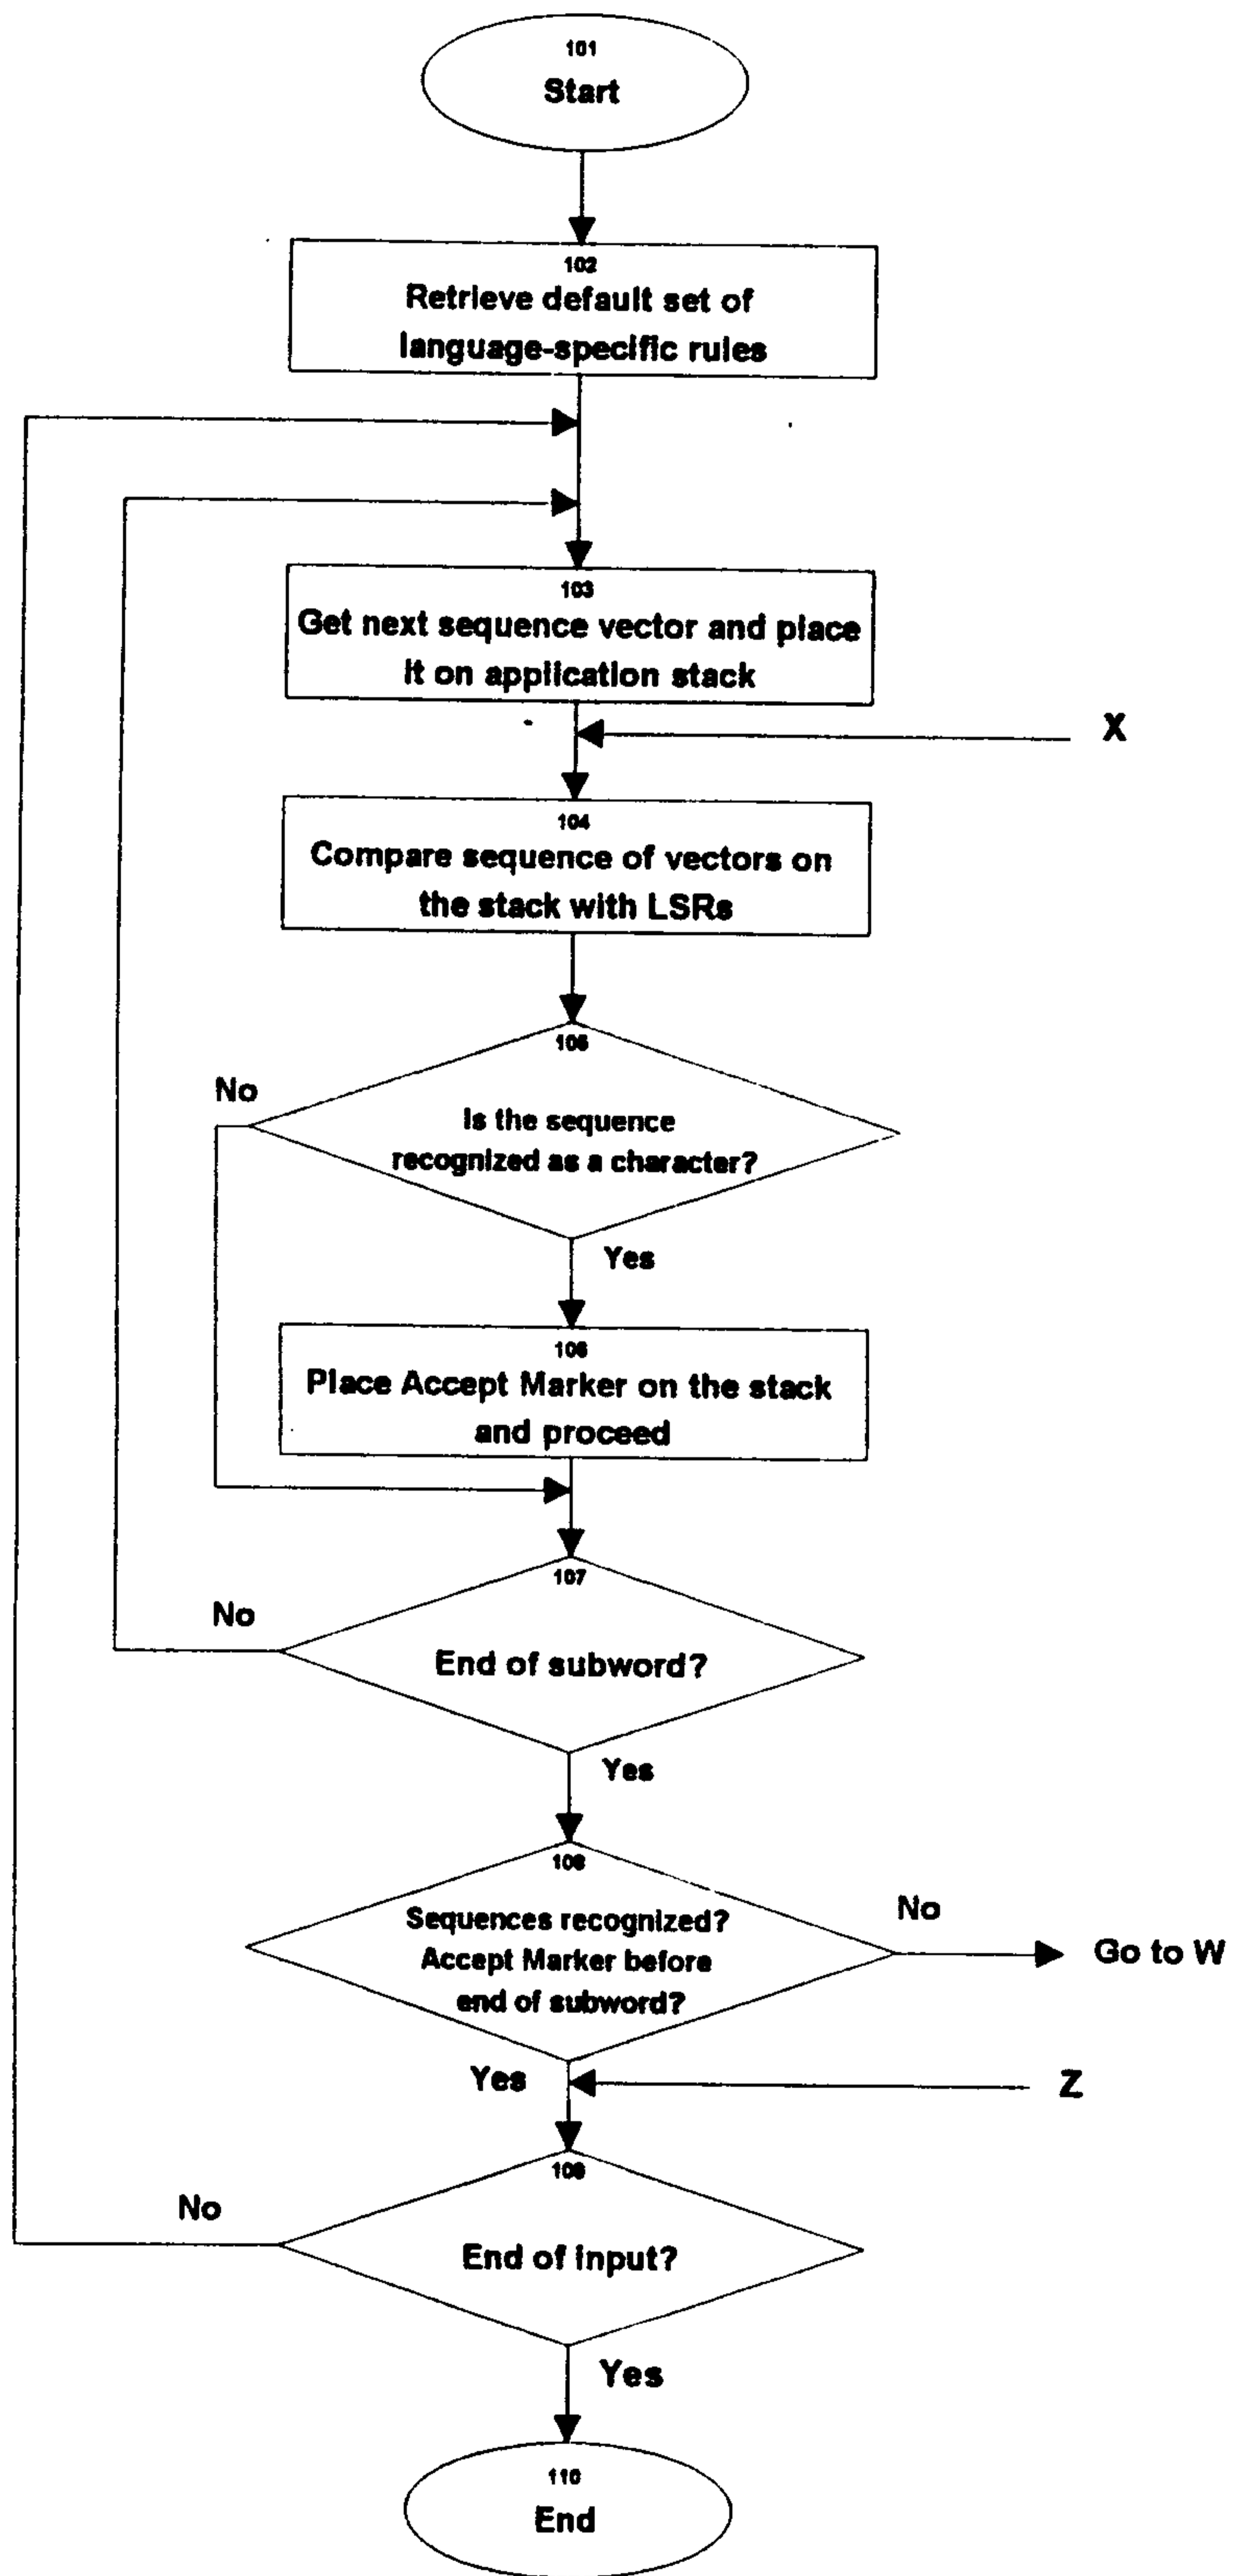 101
Start
102
Retrieve default set of
language-specific rules
103
Get next sequence vector and place
it on application stack
X
104
Compare sequence of vectors on
the stack with LSRs
105
No
Is the sequence
recognized as a character?
Yes
106
Place Accept Marker on the stack
and proceed
107
No
End of subword?
Yes
108
Sequences recognized?
Accept Marker before
end of subword?
No
Go to W
Yes
Z
109
No
End of input?
Yes
110
End